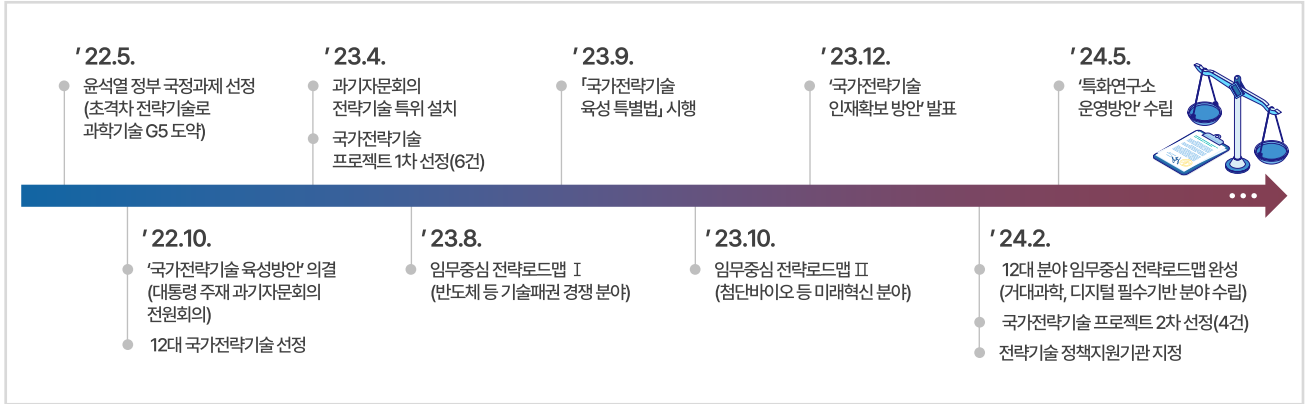 ’22.5.
윤석열 정부 국정과제 선정
(초격차 전략기술로
과학기술 G5 도약)
’23.4.
과기자문회의
전략기술 특위 설치
국가전략기술
프로젝트 1차 선정(6건)
’23.9.
「국가전략기술
육성 특별법」 시행
’23.12.
‘국가전략기술
인재확보 방안’ 발표
’24.5.
‘특화연구소
운영방안’ 수립
’22.10.
‘국가전략기술 육성방안’ 의결
(대통령 주재 과기자문회의
전원회의)
12대 국가전략기술 선정
’23.8.
임무중심 전략로드맵 Ⅰ
(반도체 등 기술패권 경쟁 분야)
’23.10.
임무중심 전략로드맵 Ⅱ
(첨단바이오 등 미래혁신 분야)
’24.2.
12대 분야 임무중심 전략로드맵 완성
(거대과학, 디지털 필수기반 분야 수립)
국가전략기술 프로젝트 2차 선정(4건)
전략기술 정책지원기관 지정